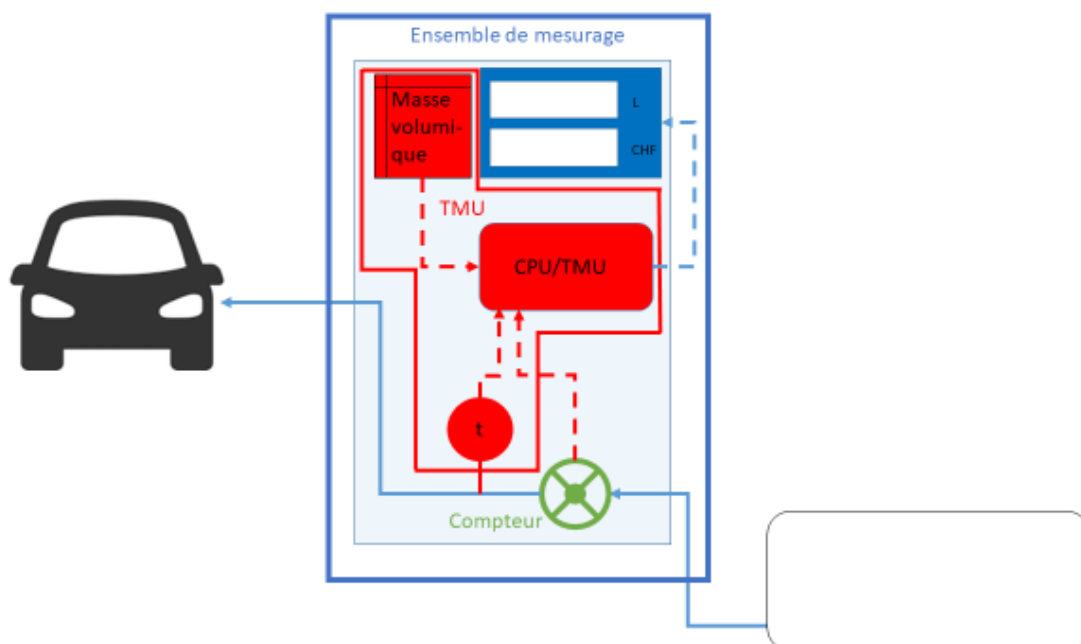 Ensemble de mesurage
Masse
volumi-
que
L
CHF
TMU
CPU/TMU
t
Compteur